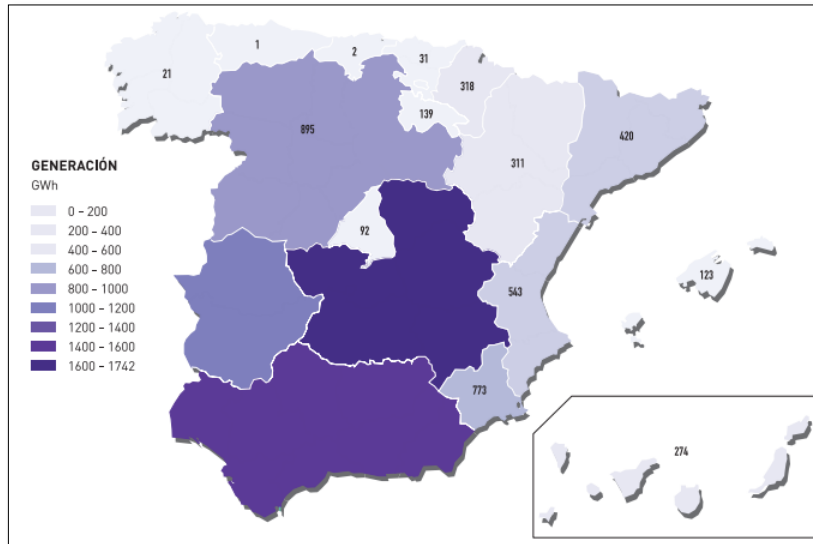 1
2
31
21
318
139
895
420
311
GENERACIÓN
GWh
0 – 200
200 – 400
400 – 600
600 – 800
800 – 1000
1000 – 1200
1200 – 1400
1400 – 1600
1600 – 1742
92
123
543
773
274